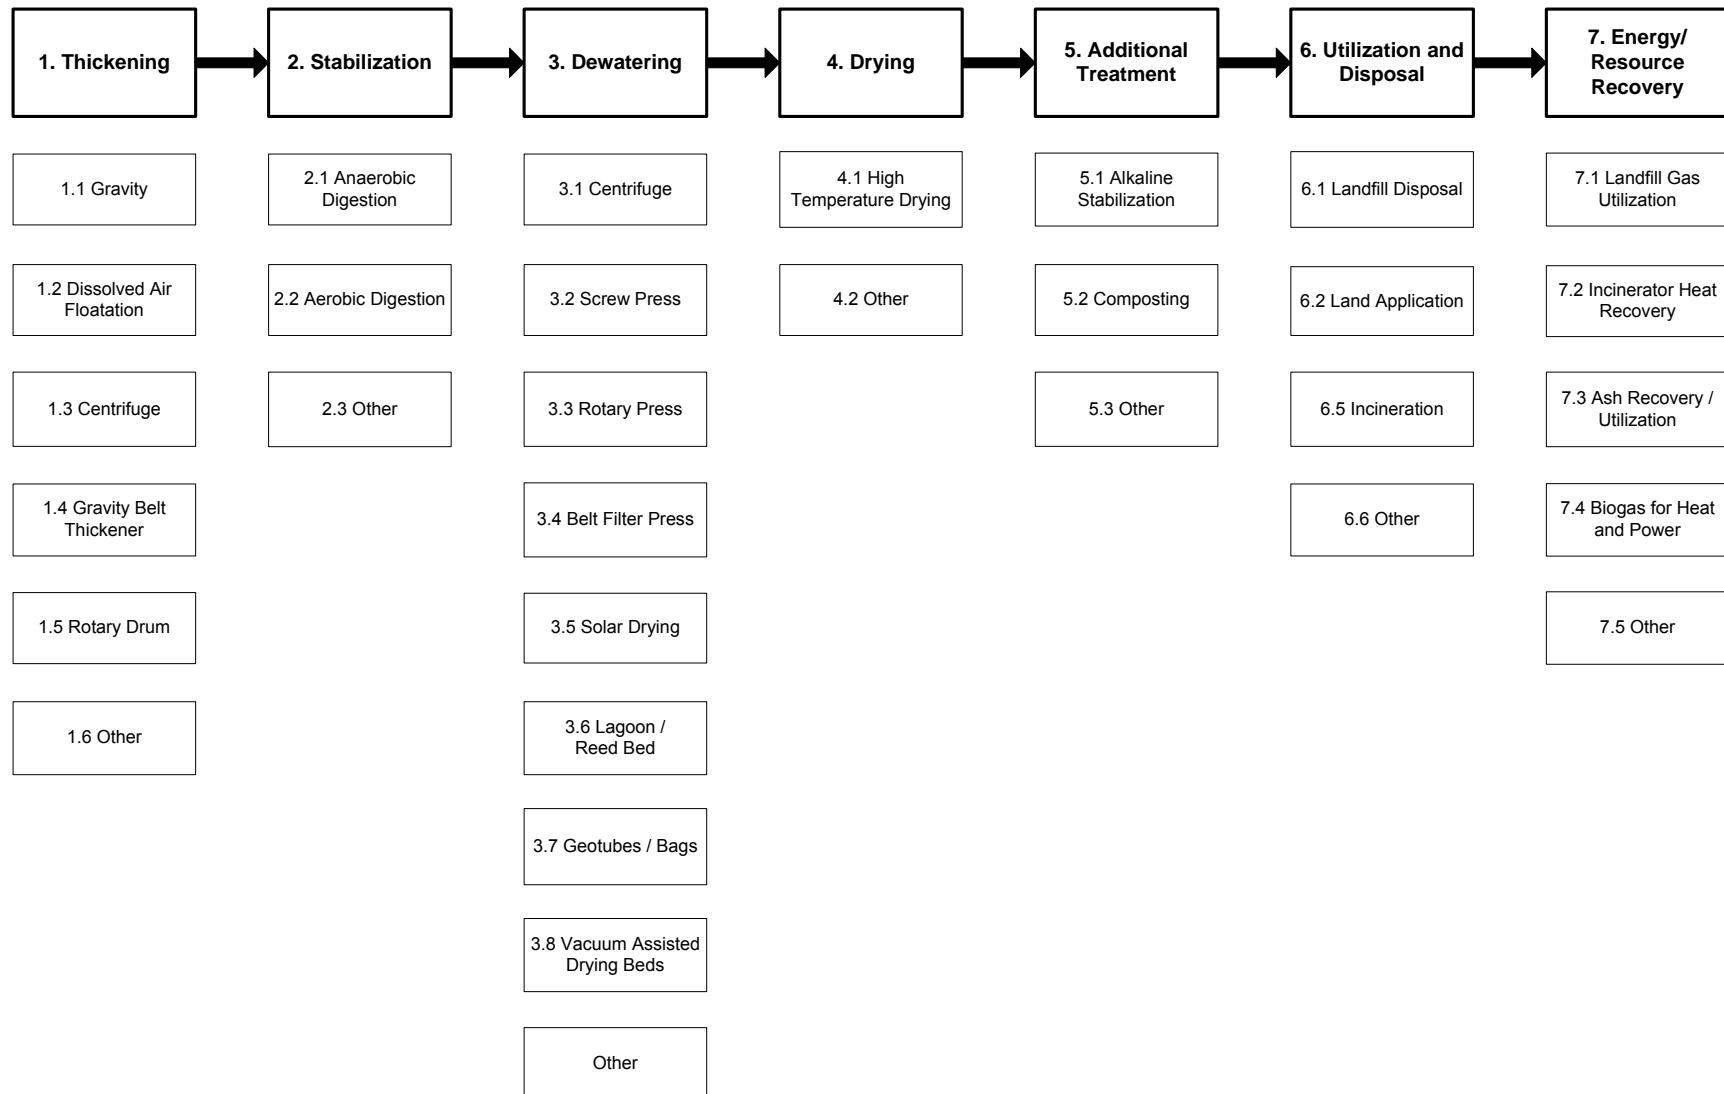 1. Thickening
2. Stabilization
3. Dewatering
4. Drying
5. Additional
Treatment
6. Utilization and
Disposal
7. Energy/
Resource
Recovery
1.1 Gravity
1.2 Dissolved Air
Floatation
1.3 Centrifuge
1.4 Gravity Belt
Thickener
1.5 Rotary Drum
1.6 Other
2.1 Anaerobic
Digestion
2.2 Aerobic Digestion
2.3 Other
3.1 Centrifuge
3.2 Screw Press
3.3 Rotary Press
3.4 Belt Filter Press
3.5 Solar Drying
3.6 Lagoon /
Reed Bed
3.7 Geotubes / Bags
3.8 Vacuum Assisted
Drying Beds
Other
4.1 High
Temperature Drying
4.2 Other
5.1 Alkaline
Stabilization
5.2 Composting
5.3 Other
6.1 Landfill Disposal
6.2 Land Application
6.5 Incineration
6.6 Other
7.1 Landfill Gas
Utilization
7.2 Incinerator Heat
Recovery
7.3 Ash Recovery /
Utilization
7.4 Biogas for Heat
and Power
7.5 Other